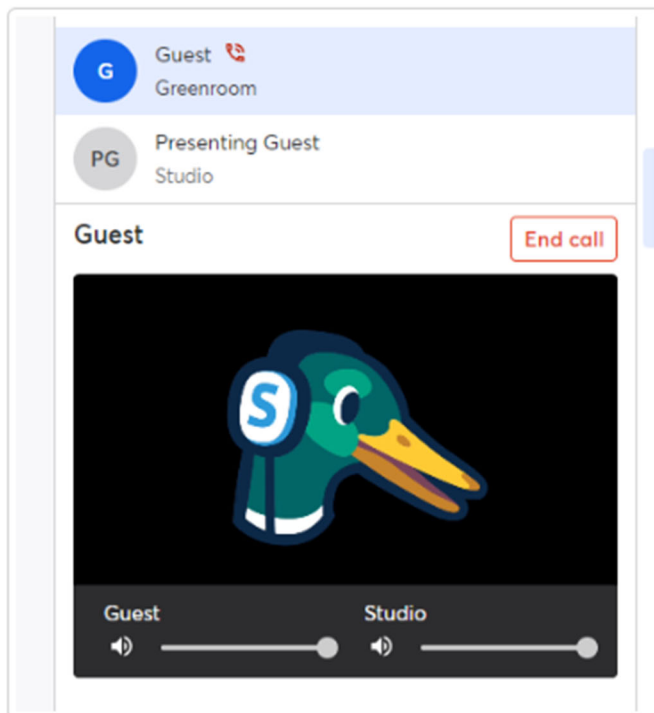 G
Guest
Greenroom
PG
Presenting Guest
Studio
Guest
End call
S
Guest
Studio